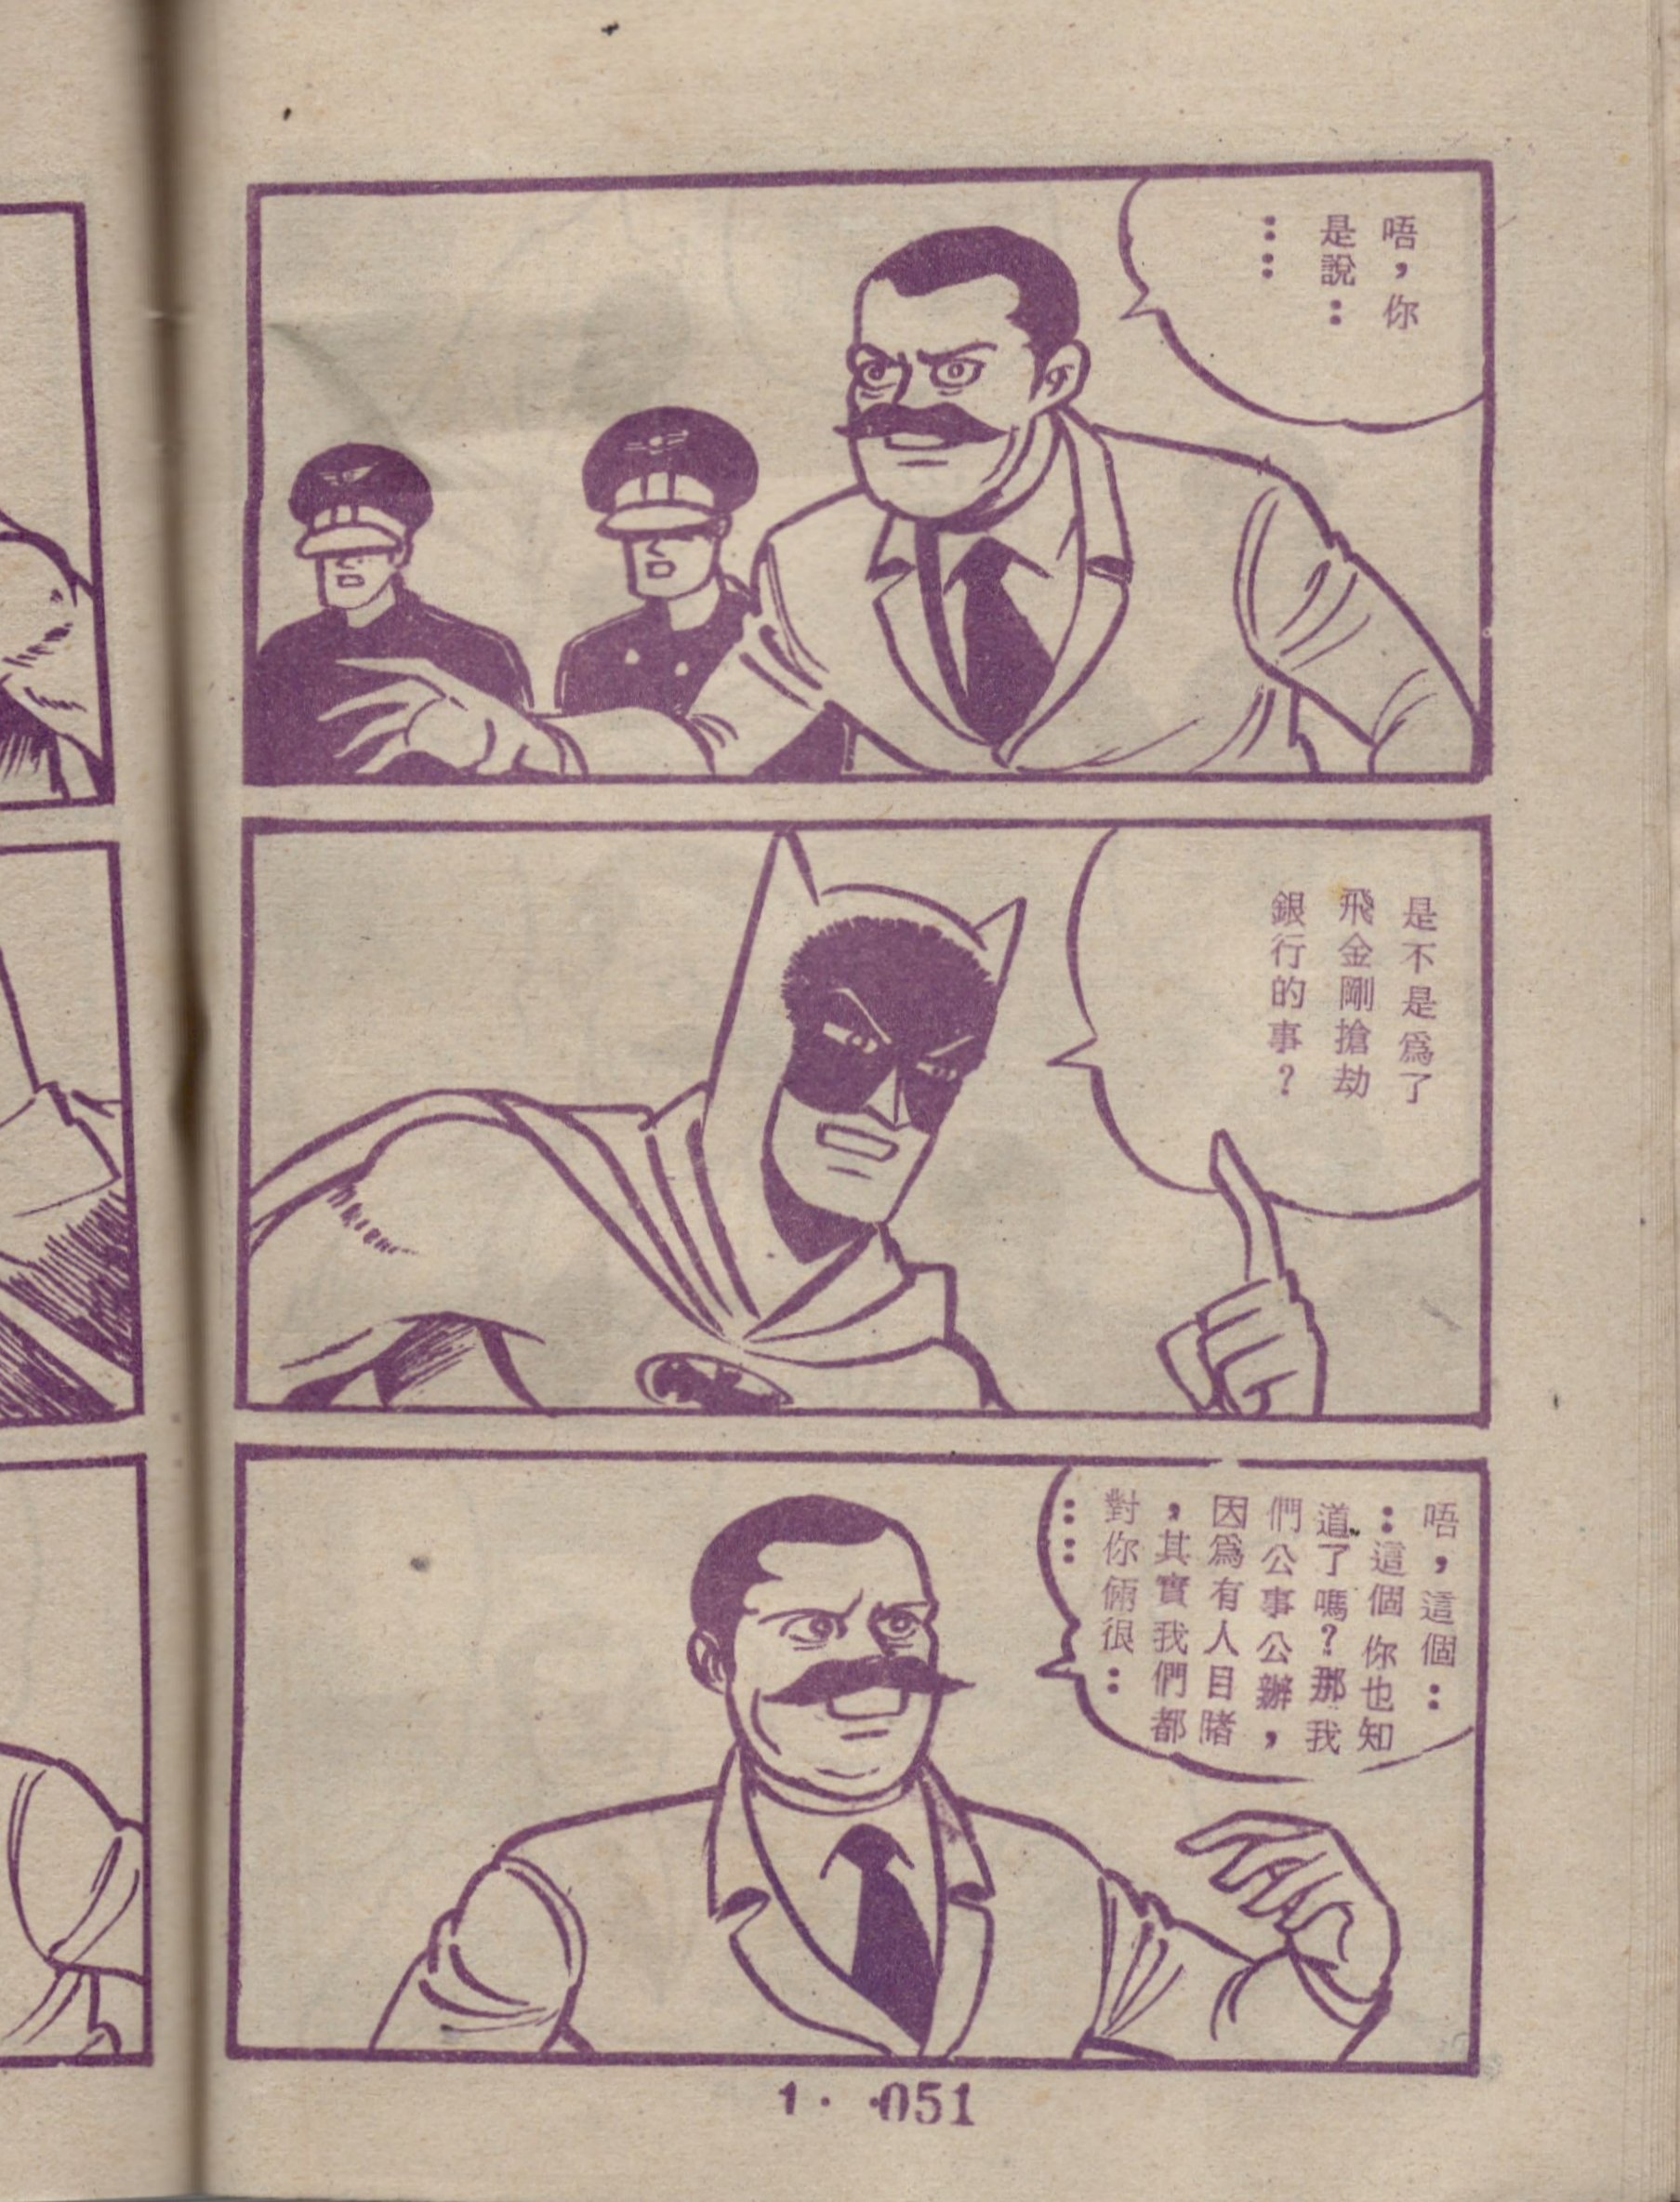 唔,你
是說:
::
是不是爲了
飛金剛搶劫
銀行的事?
唔,這個:
:這個你也知
道了嗎?那我
們公事公辦,
因爲有人目睹
,其實我們都
對你倆很:
::
1··051